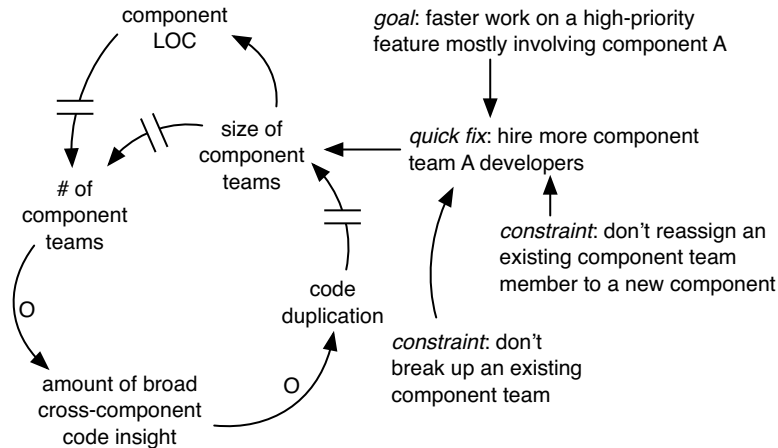 component
LOC
goal: faster work on a high-priority
feature mostly involving component A
size of
component
teams
quick fix: hire more component
team A developers
# of
component
teams
constraint: don’t reassign an
existing component team
member to a new component
O
code
duplication
constraint: don’t
break up an existing
component team
O
amount of broad
cross-component
code insight